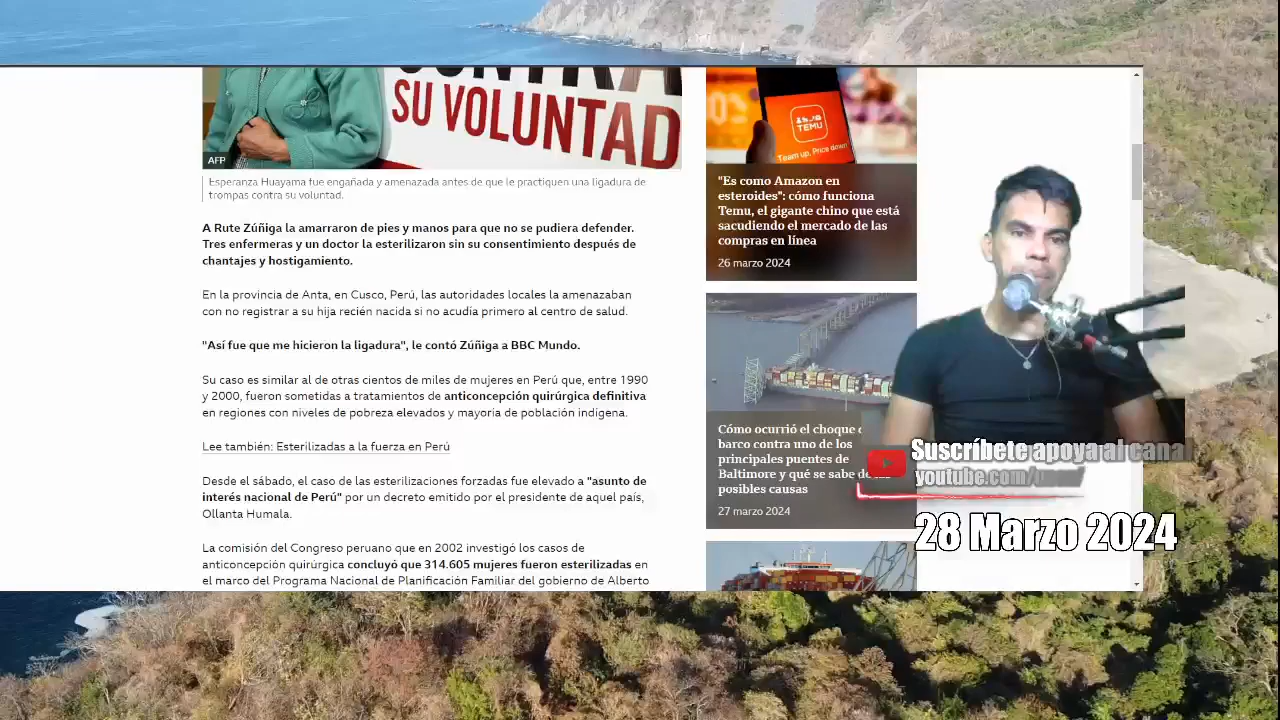 SU VOLUNTAD
AFP
Esperanza Huayama fue engañada y amenazada antes de que le practiquen una ligadura de
trompas contra su voluntad.
A Rute Zúñiga la amarraron de pies y manos para que no se pudiera defender.
Tres enfermeras y un doctor la esterilizaron sin su consentimiento después de
chantajes y hostigamiento.
En la provincia de Anta, en Cusco, Perú, las autoridades locales la amenazaban
con no registrar a su hija recién nacida si no acudía primero al centro de salud.
"Así fue que me hicieron la ligadura", le contó Zúñiga a BBC Mundo.
Su caso es similar al de otras cientos de miles de mujeres en Perú que, entre 1990
y 2000, fueron sometidas a tratamientos de anticoncepción quirúrgica definitiva
en regiones con niveles de pobreza elevados y mayoría de población indígena.
Lee también: Esterilizadas a la fuerza en Perú
Desde el sábado, el caso de las esterilizaciones forzadas fue elevado a "asunto de
interés nacional de Perú" por un decreto emitido por el presidente de aquel país,
Ollanta Humala.
La comisión del Congreso peruano que en 2002 investigó los casos de
anticoncepción quirúrgica concluyó que 314.605 mujeres fueron esterilizadas en
el marco del Programa Nacional de Planificación Familiar del gobierno de Alberto
TEMU
Team up, Price down
"Es como Amazon en
esteroides": cómo funciona
Temu, el gigante chino que está
sacudiendo el mercado de las
compras en línea
26 marzo 2024
Cómo ocurrió el choque
barco contra uno de los
principales puentes de
Baltimore y qué se sabe de
posibles causas
27 marzo 2024
Suscríbete apoya al canal
youtube.com/
28 Marzo 2024